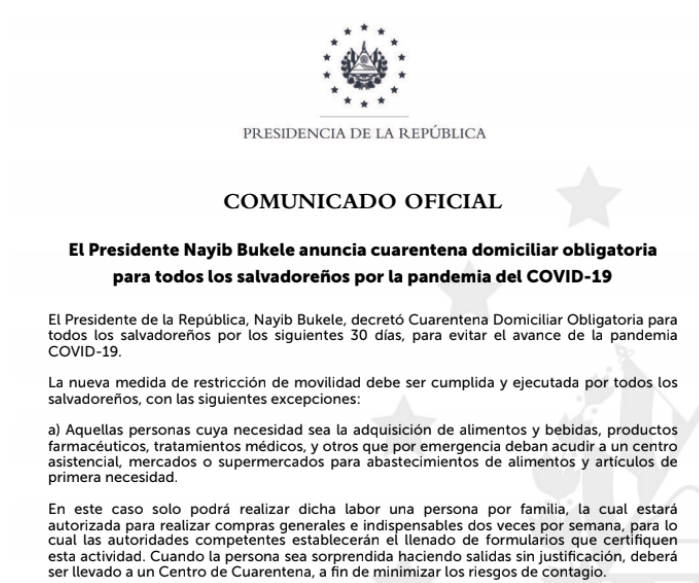 PRESIDENCIA DE LA REPÚBLICA
COMUNICADO OFICIAL
El Presidente Nayib Bukele anuncia cuarentena domiciliar obligatoria
para todos los salvadoreños por la pandemia del COVID-19
El Presidente de la República, Nayib Bukele, decretó Cuarentena Domiciliar Obligatoria para
todos los salvadoreños por los siguientes 30 días, para evitar el avance de la pandemia
COVID-19.
La nueva medida de restricción de movilidad debe ser cumplida y ejecutada por todos los
salvadoreños, con las siguientes excepciones:
a) Aquellas personas cuya necesidad sea la adquisición de alimentos y bebidas, productos
farmacéuticos, tratamientos médicos, y otros que por emergencia deban acudir a un centro
asistencial, mercados o supermercados para abastecimientos de alimentos y artículos de
primera necesidad.
En este caso solo podrá realizar dicha labor una persona por familia, la cual estará
autorizada para realizar compras generales e indispensables dos veces por semana, para lo
cual las autoridades competentes establecerán el llenado de formularios que certifiquen
esta actividad. Cuando la persona sea sorprendida haciendo salidas sin justificación, deberá
ser llevado a un Centro de Cuarentena, a fin de minimizar los riesgos de contagio.